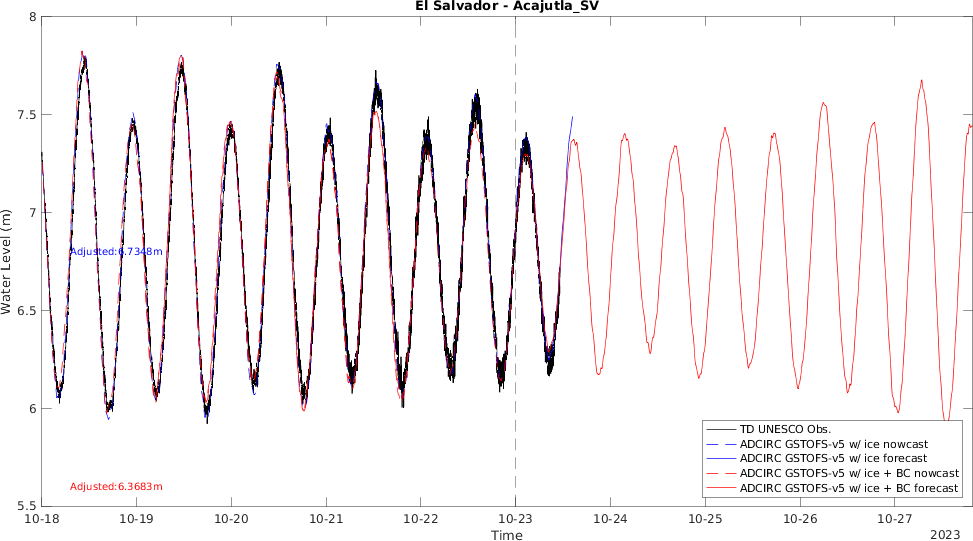 El Salvador - Acajutla_SV
8
7.5
7
6.5
6
5.5
Water Level (m)
Adjusted:6.7348m
Adjusted:6.3683m
TD UNESCO Obs.
ADCIRC GSTOFS-v5 w/ ice nowcast
ADCIRC GSTOFS-v5 w/ ice forecast
ADCIRC GSTOFS-v5 w/ ice + BC nowcast
ADCIRC GSTOFS-v5 w/ ice + BC forecast
10-18 10-19 10-20 10-21 10-22 10-23 10-24 10-25 10-26 10-27
Time
2023